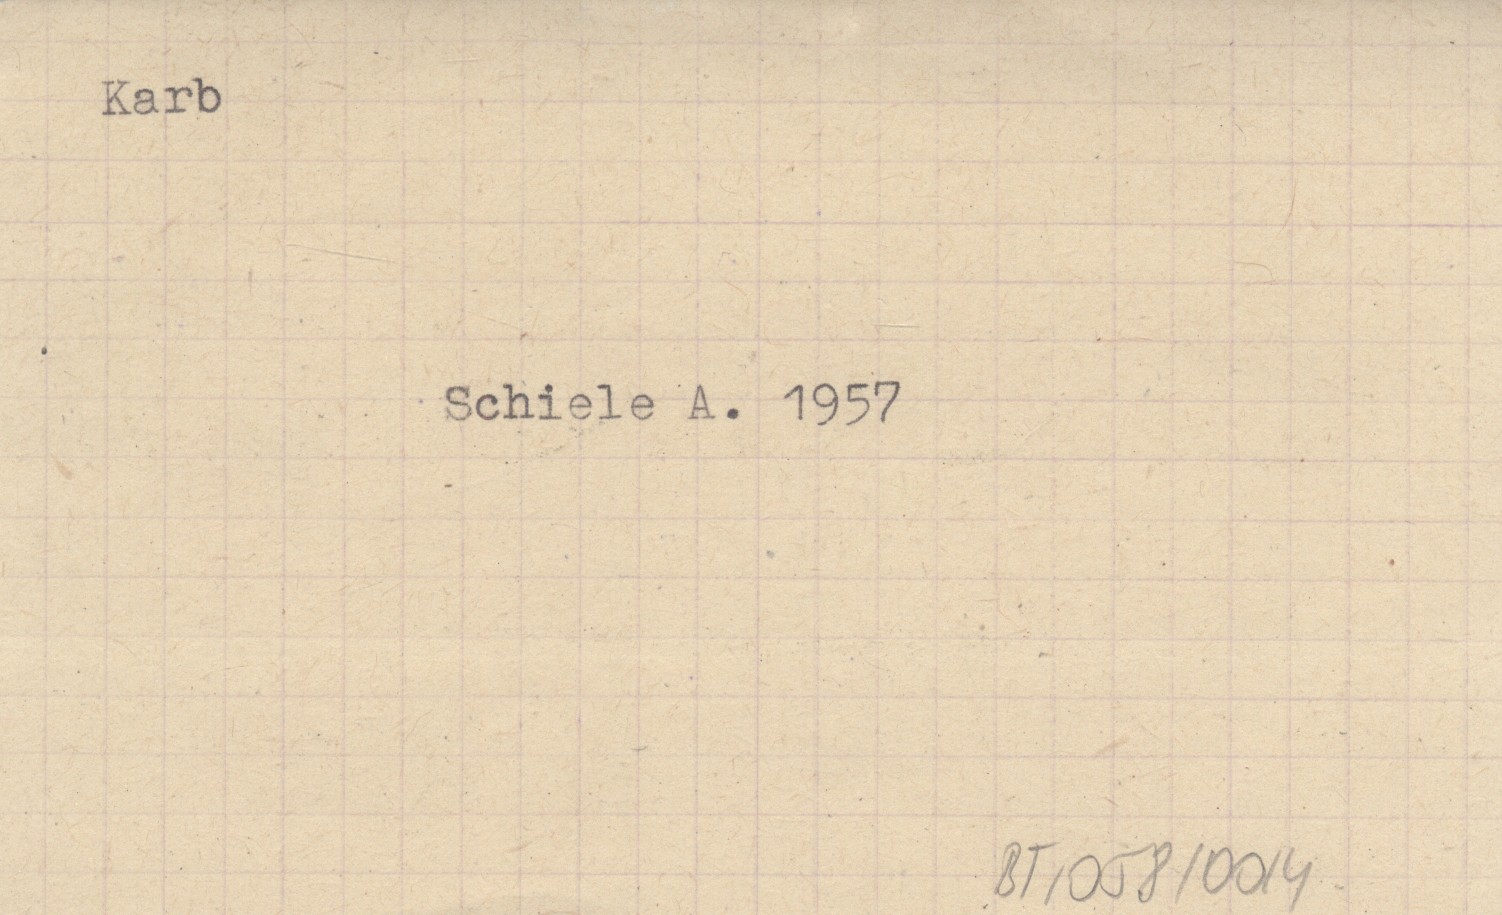 Karb
Schiele A. 1957
BT/058/0014